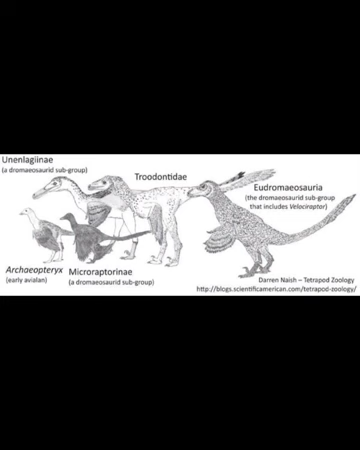 Unenlagiinae
(a dromaeosaurid sub-group)
Troodontidae
Eudromaeosauria
(the dromaeosaurid sub-group
that includes Velociraptor)
Archaeopteryx
(early avialan)
Microraptorinae
(a dromaeosaurid sub-group)
Darren Naish – Tetrapod Zoology
http://blogs.scientificamerican.com/tetrapod-zoology/